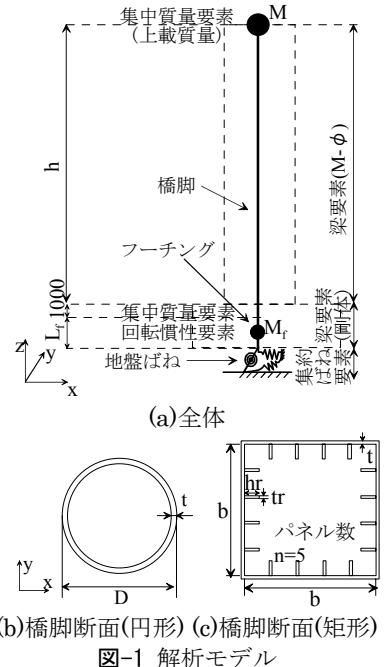 集中質量要素
(上載質量)
M
h
橋脚
梁要素(M-φ)
フーチング
1000
集中質量要素
回転慣性要素
Mf
梁要素
(剛体)
Lf
地盤ばね
集約
ばね
要素
z
y
x
(a)全体
t
D
y
x
t
hr
tr
b
パネル数
n=5
b
(b)橋脚断面(円形) (c)橋脚断面(矩形)
図-1 解析モデル